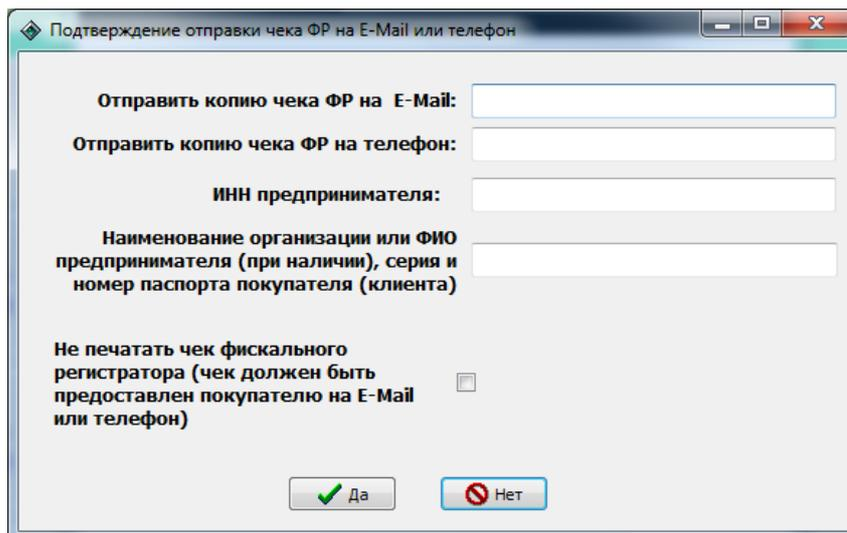 Подтверждение отправки чека ФР на E-Mail или телефон
Отправить копию чека ФР на E-Mail:
Отправить копию чека ФР на телефон:
ИНН предпринимателя:
Наименование организации или ФИО
предпринимателя (при наличии), серия и
номер паспорта покупателя (клиента)
Не печатать чек фискального
регистратора (чек должен быть
предоставлен покупателю на E-Mail
или телефон)
Да
Нет